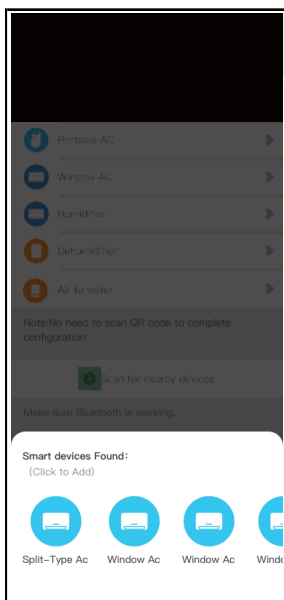 Portable AC
Window AC
Humidifier
Dehumidifier
Air to water
Note:No need to scan QR code to complete
configuration
Scan for nearby devices
Make sure Bluetooth is working.
Smart devices Found:
(Click to Add)
Split-Type Ac
Window Ac
Window Ac
Windo